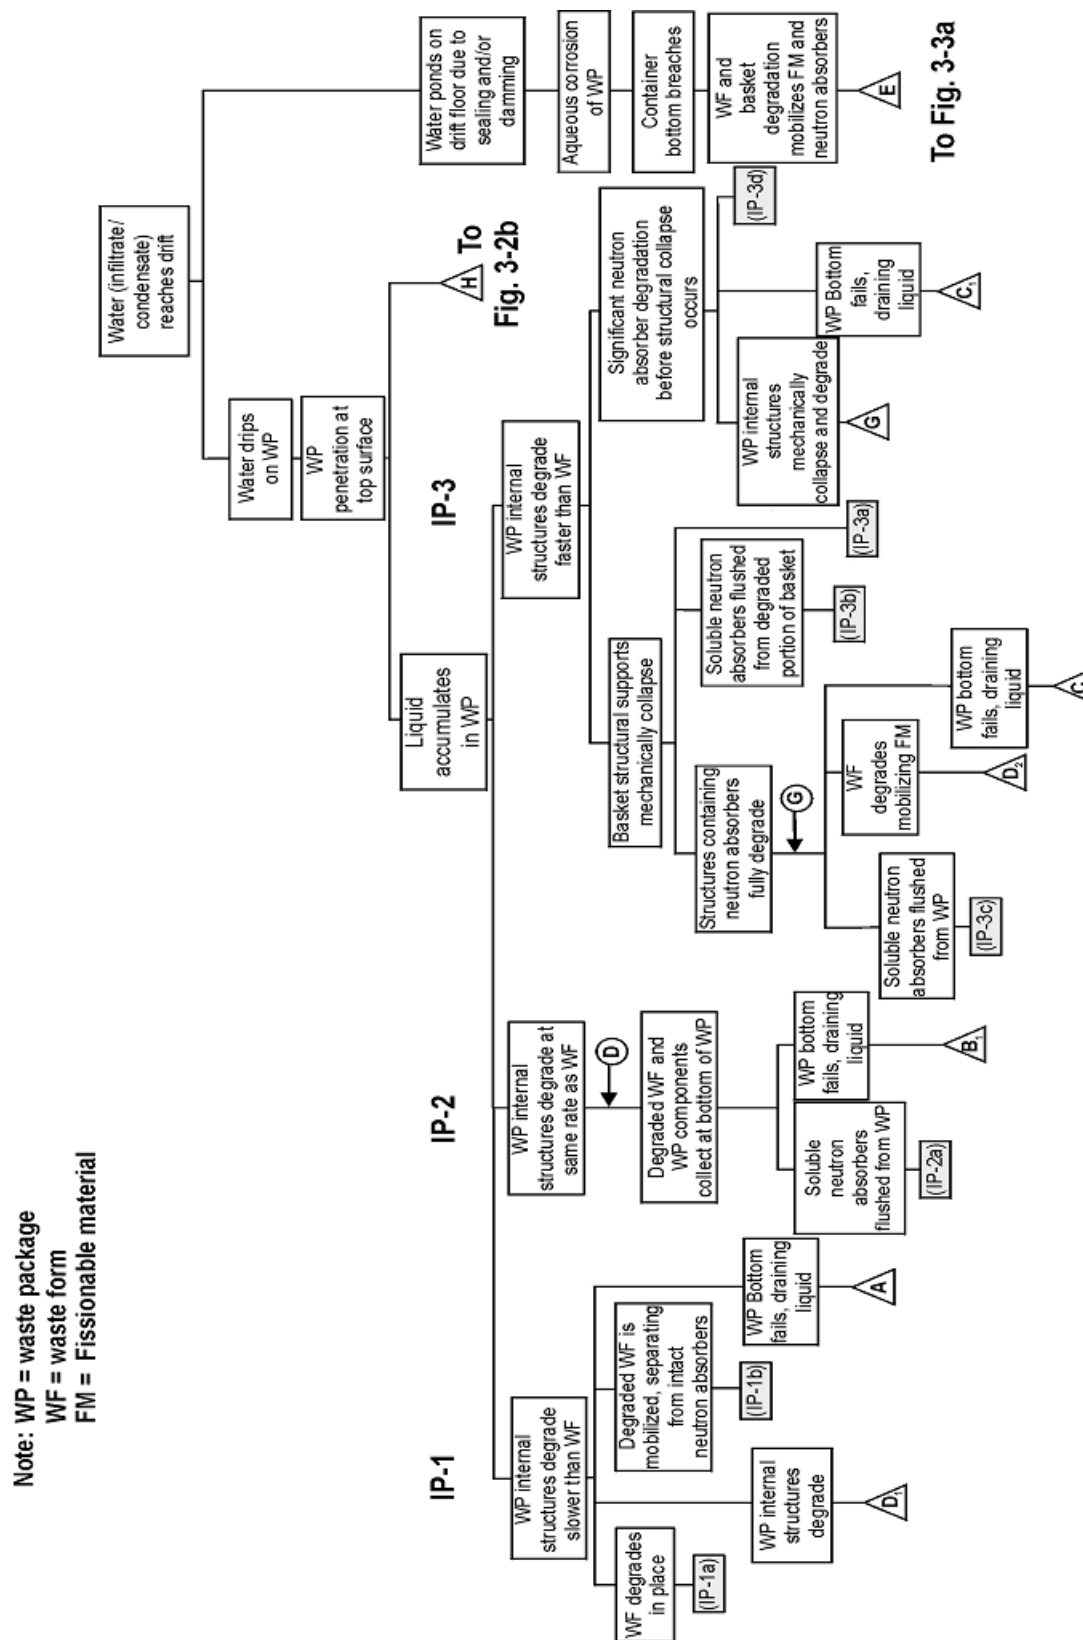 Note: WP = waste package
WF = waste form
FM = Fissionable material
Water (infiltrate/
condensate)
reaches drift
Water drips
on WP
WP
penetration at
top surface
Water ponds on
drift floor due to
sealing and/or
damming
Aqueous corrosion
of WP
Container
bottom breaches
WF and
basket
degradation
mobilizes FM and
neutron absorbers
E
To Fig. 3-3a
H
To
Fig. 3-2b
Liquid
accumulates
in WP
IP-1
WP internal
structures degrade
slower than WF
WF degrades
in place
(IP-1a)
WP internal
structures
degrade
D1
Degraded WF is
mobilized, separating
from intact
neutron absorbers
(IP-1b)
WP Bottom
fails, draining
liquid
A
IP-2
WP internal
structures degrade at
same rate as WF
D
Degraded WF and
WP components
collect at bottom of WP
Soluble
neutron
absorbers
flushed from WP
(IP-2a)
WP bottom
fails, draining
liquid
B1
IP-3
WP internal
structures degrade
faster than WF
Basket structural supports
mechanically collapse
Structures containing
neutron absorbers
fully degrade
G
Soluble neutron
absorbers flushed
from WP
(IP-3c)
WF
degrades
mobilizing FM
D2
WP bottom
fails, draining
liquid
C
Soluble neutron
absorbers flushed
from degraded
portion of basket
(IP-3b)
(IP-3a)
Significant neutron
absorber degradation
before structural collapse
occurs
WP internal
structures
mechanically
collapse and degrade
G
WP Bottom
fails,
draining
liquid
C1
(IP-3d)